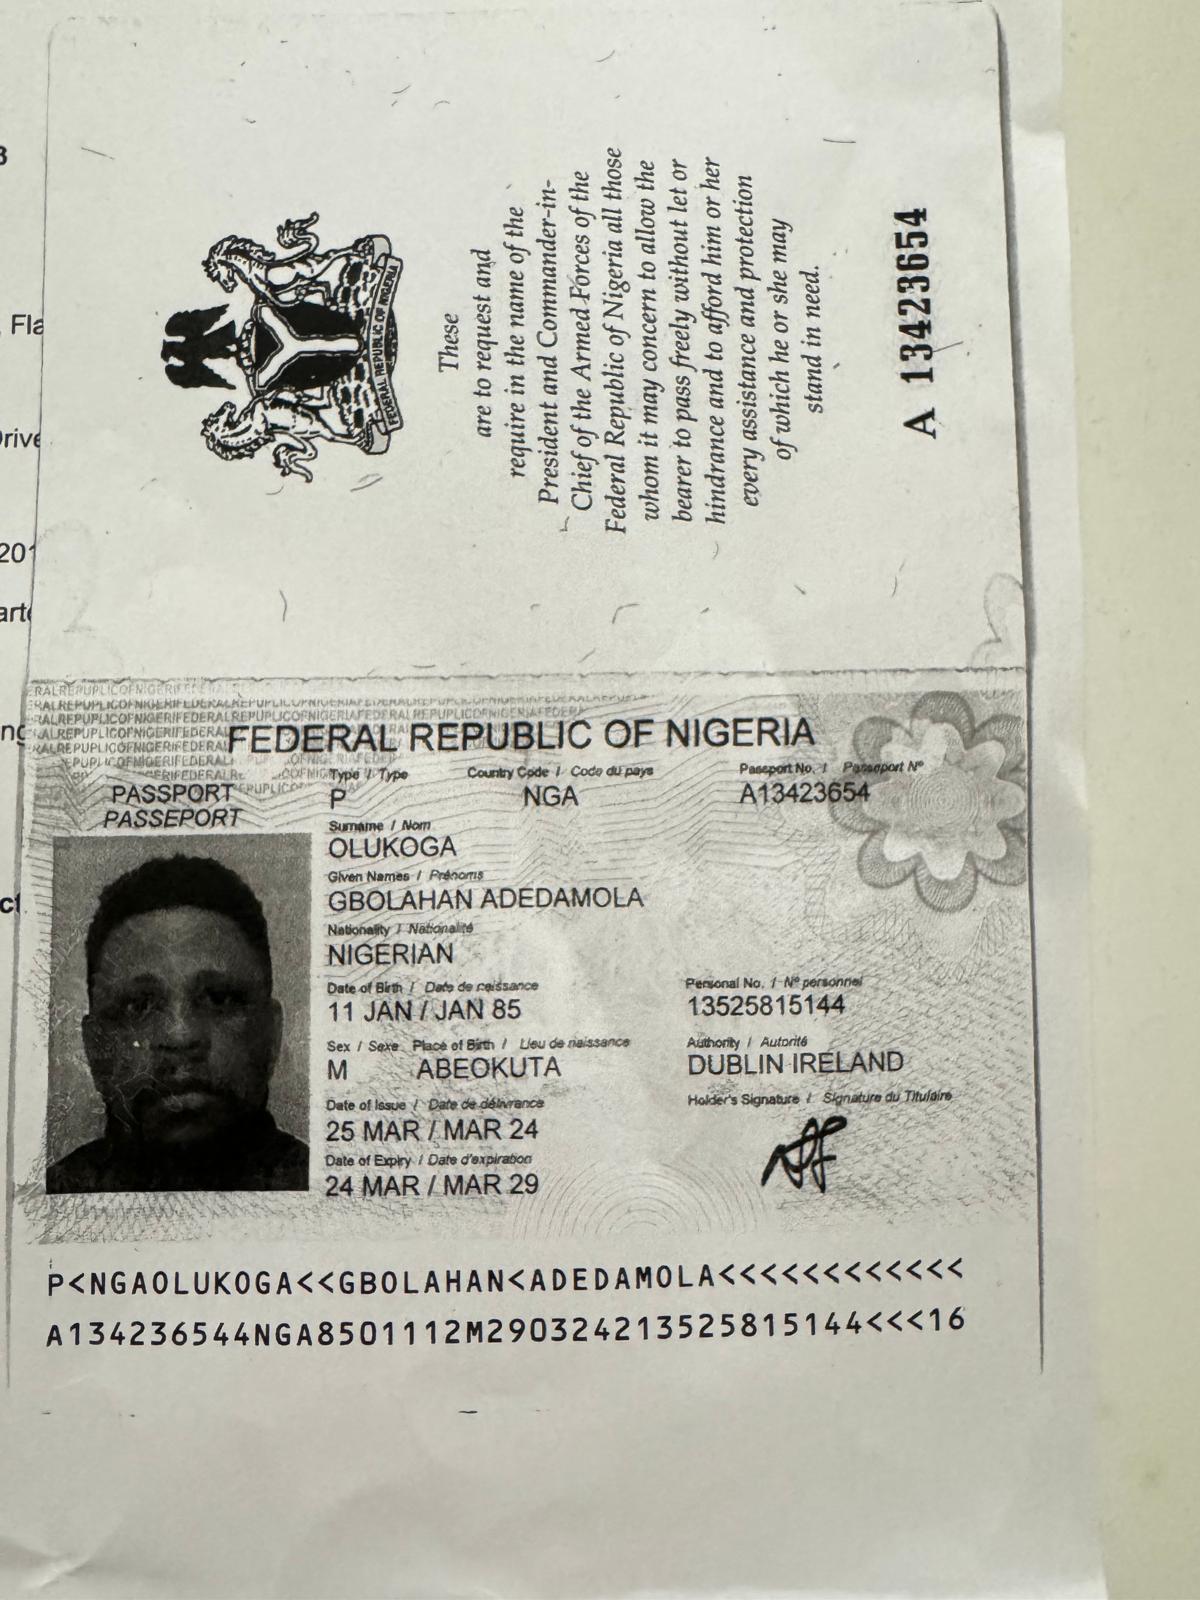 FEDERAL REPUBLIC OF NIGERIA
These
are to request and
require in the name of the
President and Commander-in-
Chief of the Armed Forces of the
Federal Republic of Nigeria all those
whom it may concern to allow the
bearer to pass freely without let or
hindrance and to afford him or her
every assistance and protection
of which he or she may
stand in need.
A 13423654
FEDERAL REPUBLIC OF NIGERIA
PASSPORT
PASSEPORT
Type / Type
P
Country Code / Code du pays
NGA
Passport No. / Passeport N°
A13423654
Surname / Nom
OLUKOGA
Given Names / Prénoms
GBOLAHAN ADEDAMOLA
Nationality / Nationalité
NIGERIAN
Date of Birth / Date de naissance
11 JAN / JAN 85
Personal No. / N° personnel
13525815144
Sex / Sexe Place of Birth / Lieu de naissance
M ABEOKUTA
Authority / Autorité
DUBLIN IRELAND
Date of Issue / Date de délivrance
25 MAR / MAR 24
Holder's Signature / Signature du Titulaire
Date of Expiry / Date d'expiration
24 MAR / MAR 29
P<NGAOLUKOGA<<GBOLAHAN<ADEDAMOLA<<<<<<<<<<<<
A134236544NGA8501112M29032421352581514​4<<<16